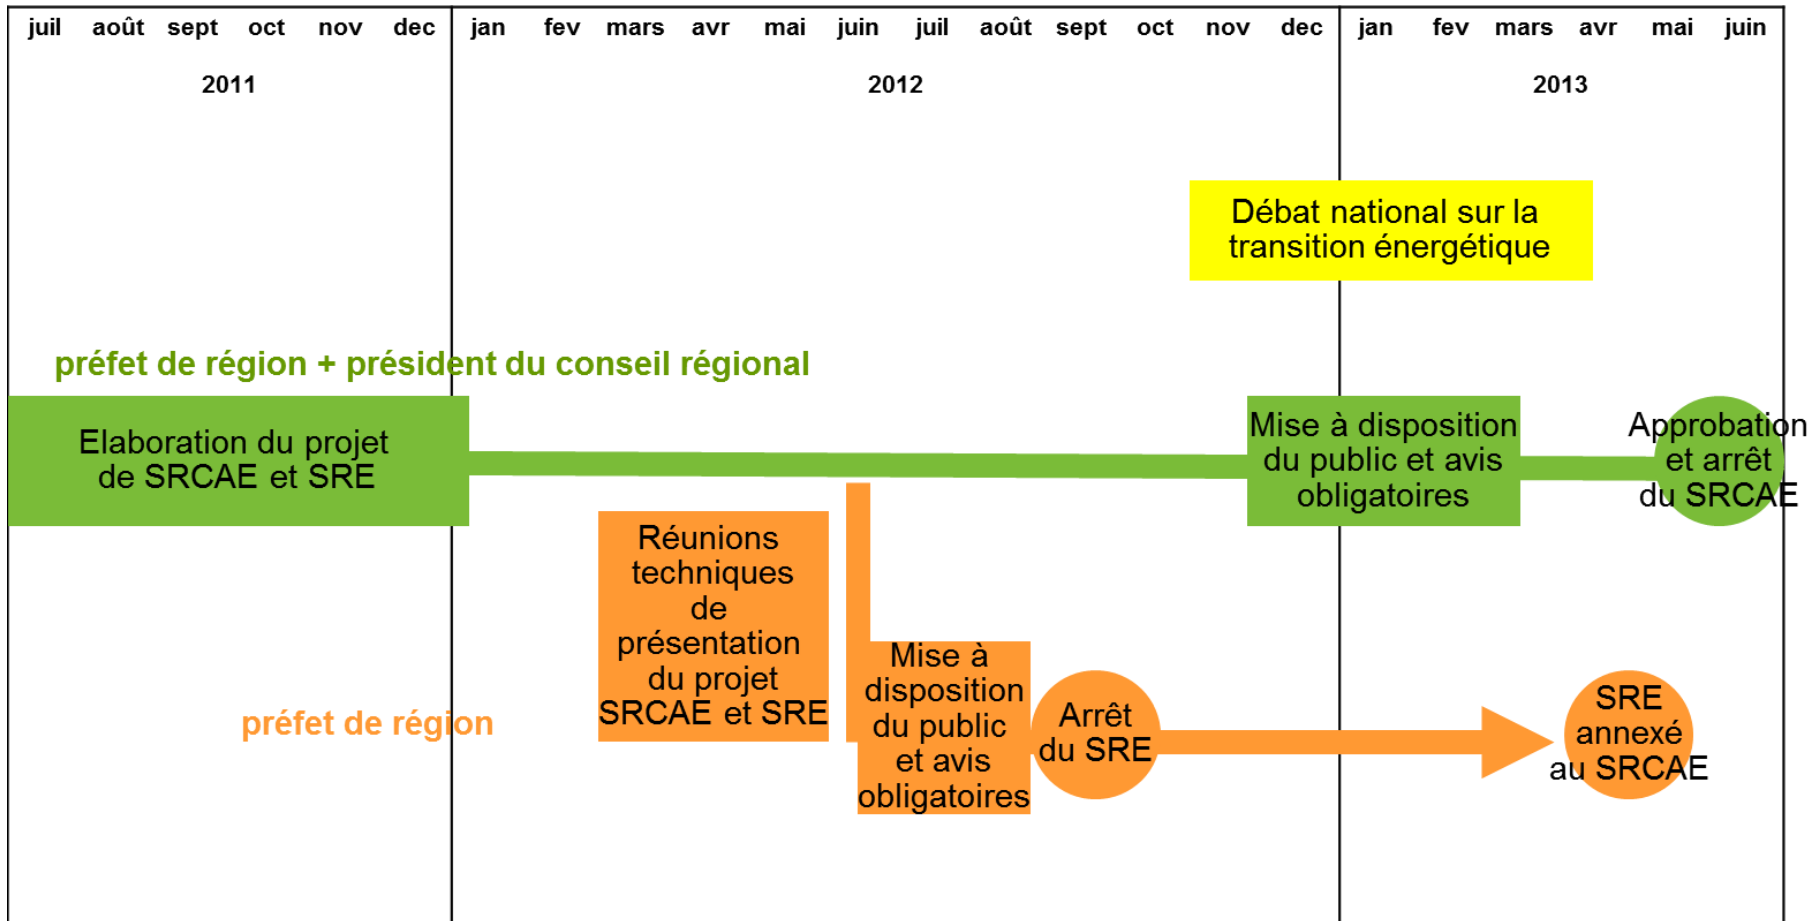 juil août sept oct nov dec jan fev mars avr mai juin juil août sept oct nov dec jan fev mars avr mai juin
2011 2012 2013
Débat national sur la
transition énergétique
préfet de région + président du conseil régional
Elaboration du projet
de SRCAE et SRE
Mise à disposition
du public et avis
obligatoires
Approbation
et arrêt
du SRCAE
Réunions
techniques
de
présentation
du projet
SRCAE et SRE
préfet de région
Mise à
disposition
du public
et avis
obligatoires
Arrêt
du SRE
SRE
annexé
au SRCAE